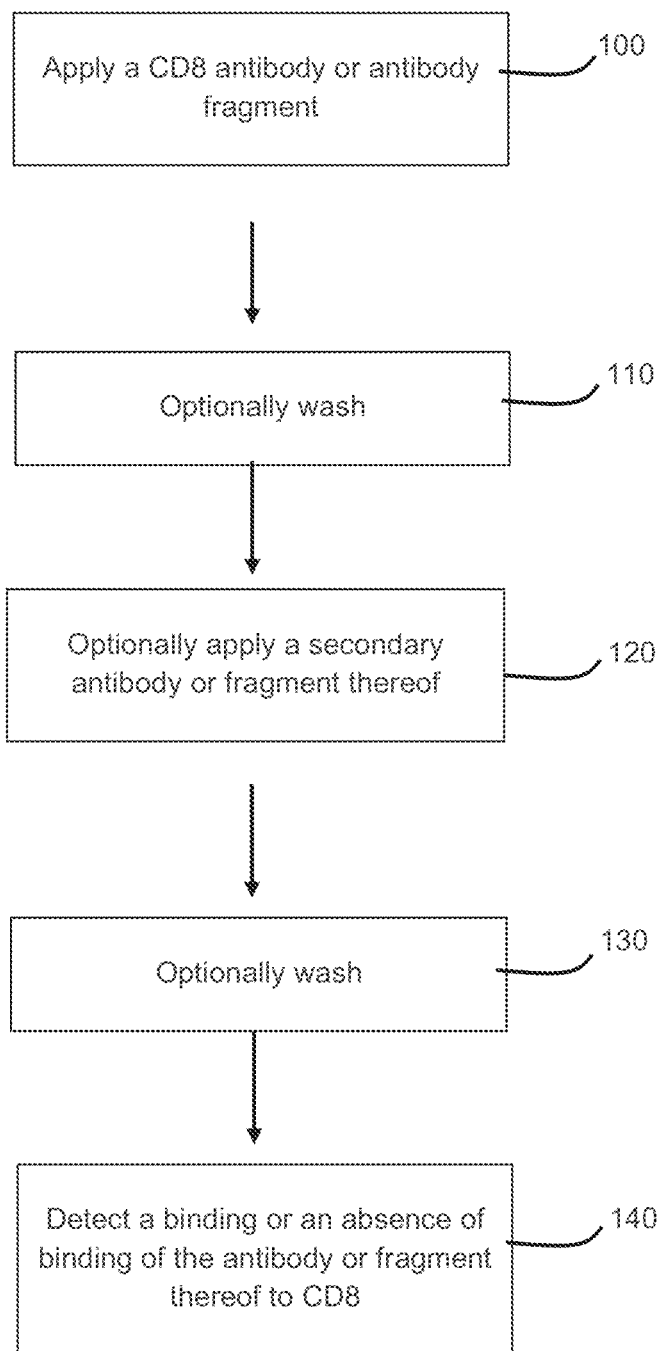 Apply a CD8 antibody or antibody
fragment
100
Optionally wash
110
Optionally apply a secondary
antibody or fragment thereof
120
Optionally wash
130
Detect a binding or an absence of
binding of the antibody or fragment
thereof to CD8
140